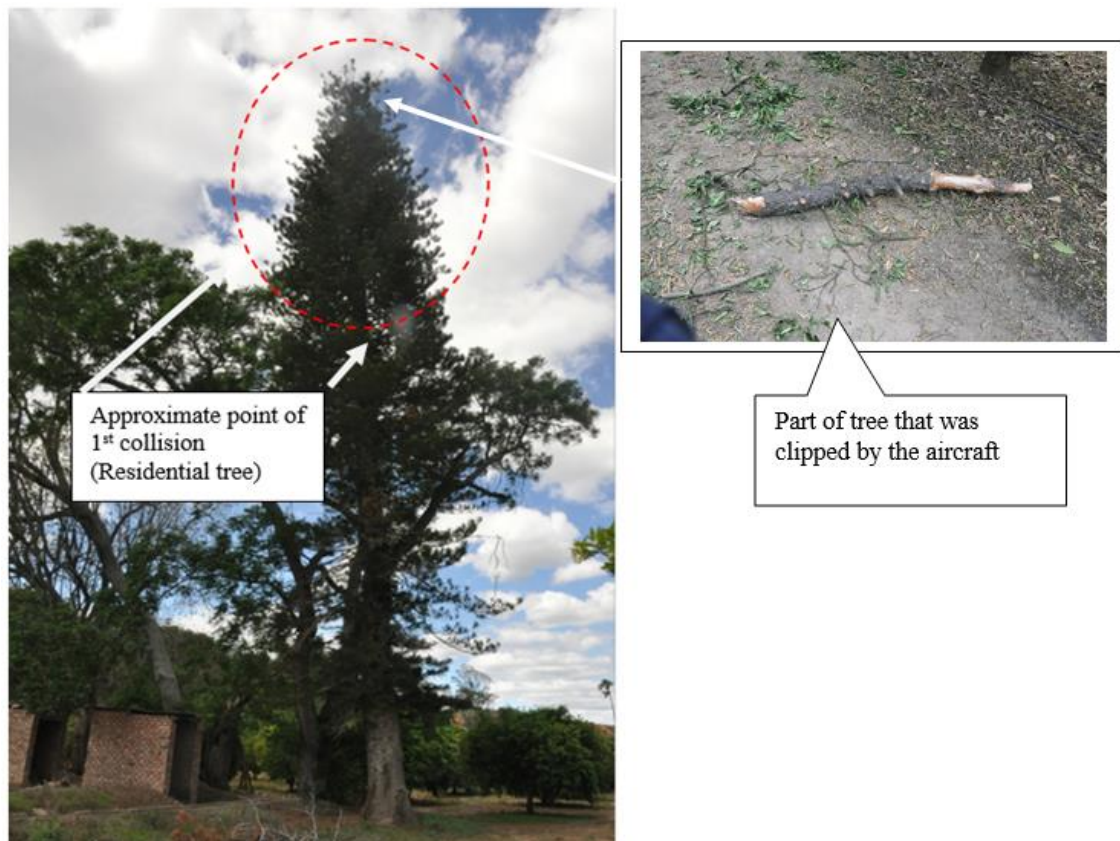 Approximate point of
1st collision
(Residential tree)
Part of tree that was
clipped by the aircraft